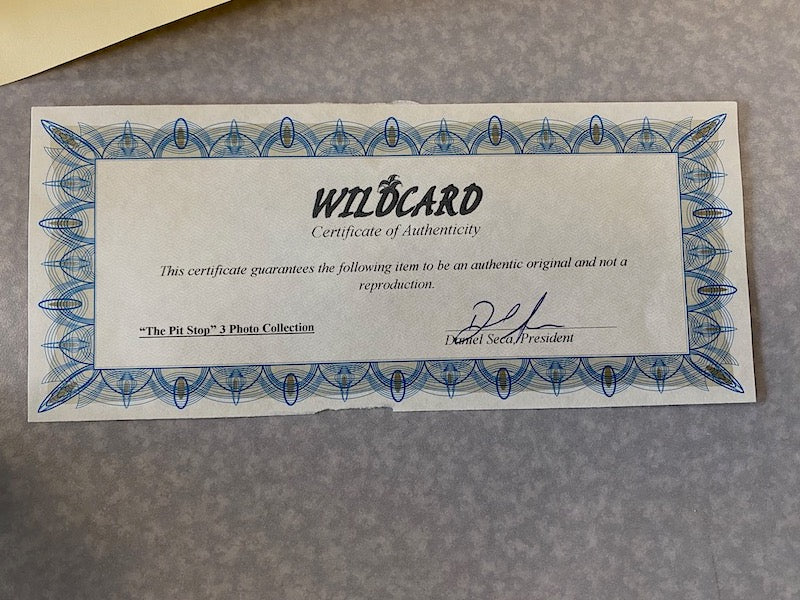 WILDCARD
Certificate of Authenticity
This certificate guarantees the following item to be an authentic original and not a
reproduction.
"The Pit Stop" 3 Photo Collection
Daniel Seca, President